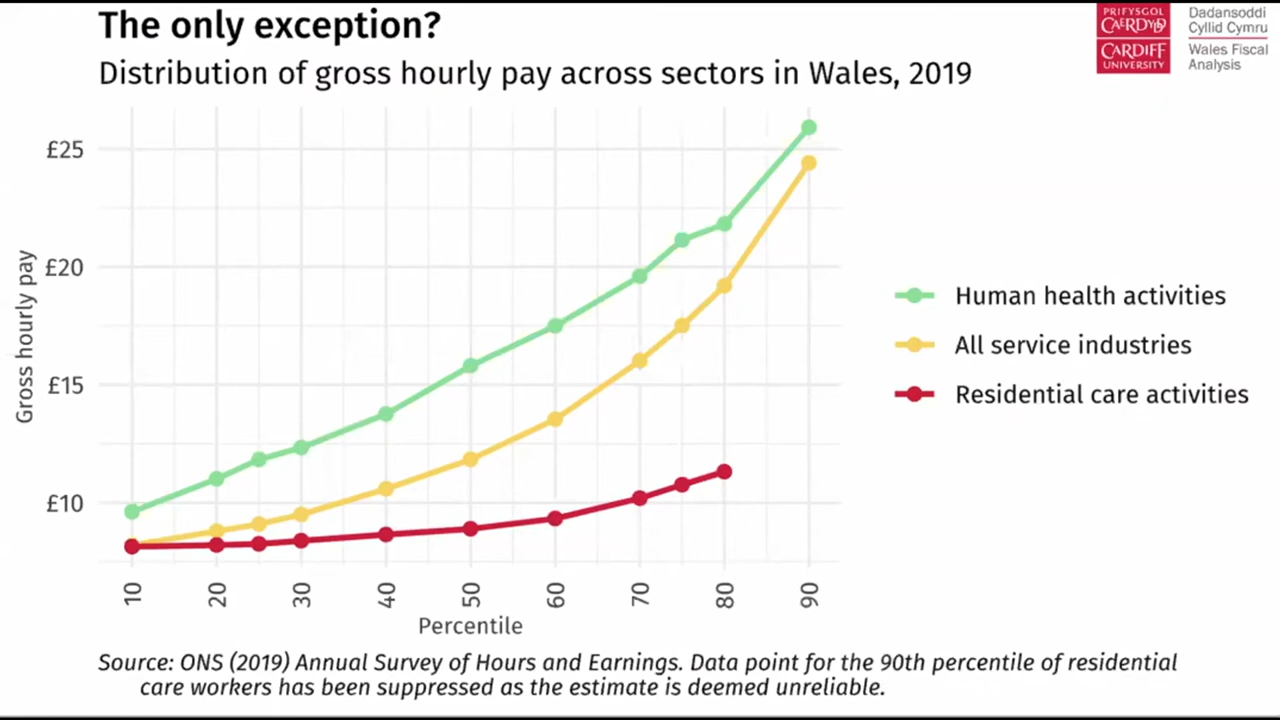 The only exception?
Distribution of gross hourly pay across sectors in Wales, 2019
PRIFYSGOL
CAERDYDD
CARDIFF
UNIVERSITY
Dadansoddi
Cyllid Cymru
Wales Fiscal
Analysis
£25
£20
£15
£10
Gross hourly pay
10 20 30 40 50 60 70 80 90
Percentile
Human health activities
All service industries
Residential care activities
Source: ONS (2019) Annual Survey of Hours and Earnings. Data point for the 90th percentile of residential
care workers has been suppressed as the estimate is deemed unreliable.